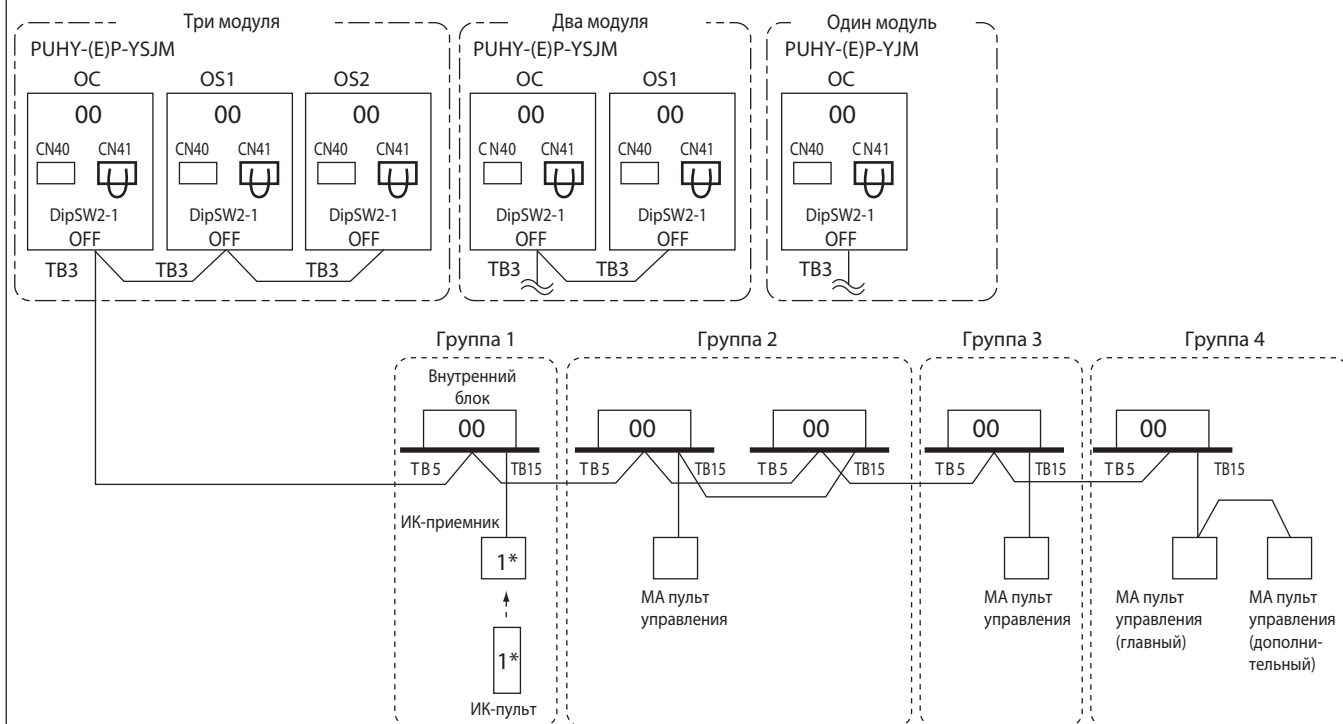 Три модуля
PUHY-(E)P-YSJM
OC OS1 OS2
00 00 00
CN40 CN41 CN40 CN41 CN40 CN41
DipSW2-1 DipSW2-1 DipSW2-1
OFF OFF OFF
TB3 TB3 TB3
Два модуля
PUHY-(E)P-YSJM
OC OS1
00 00
CN40 CN41 CN40 CN41
DipSW2-1 DipSW2-1
OFF OFF
TB3 TB3
Один модуль
PUHY-(E)P-YJM
OC
00
CN40 CN41
DipSW2-1
OFF
TB3
Группа 1
Внутренний
блок
00
TB5 TB15
ИК-приемник
1*
1*
ИК-пульт
Группа 2
00 00
TB5 TB15 TB5 TB15
МА пульт
управления
Группа 3
00
TB5 TB15
МА пульт
управления
Группа 4
00
TB5 TB15
МА пульт
управления
(главный)
МА пульт
управления
(дополни-
тельный)